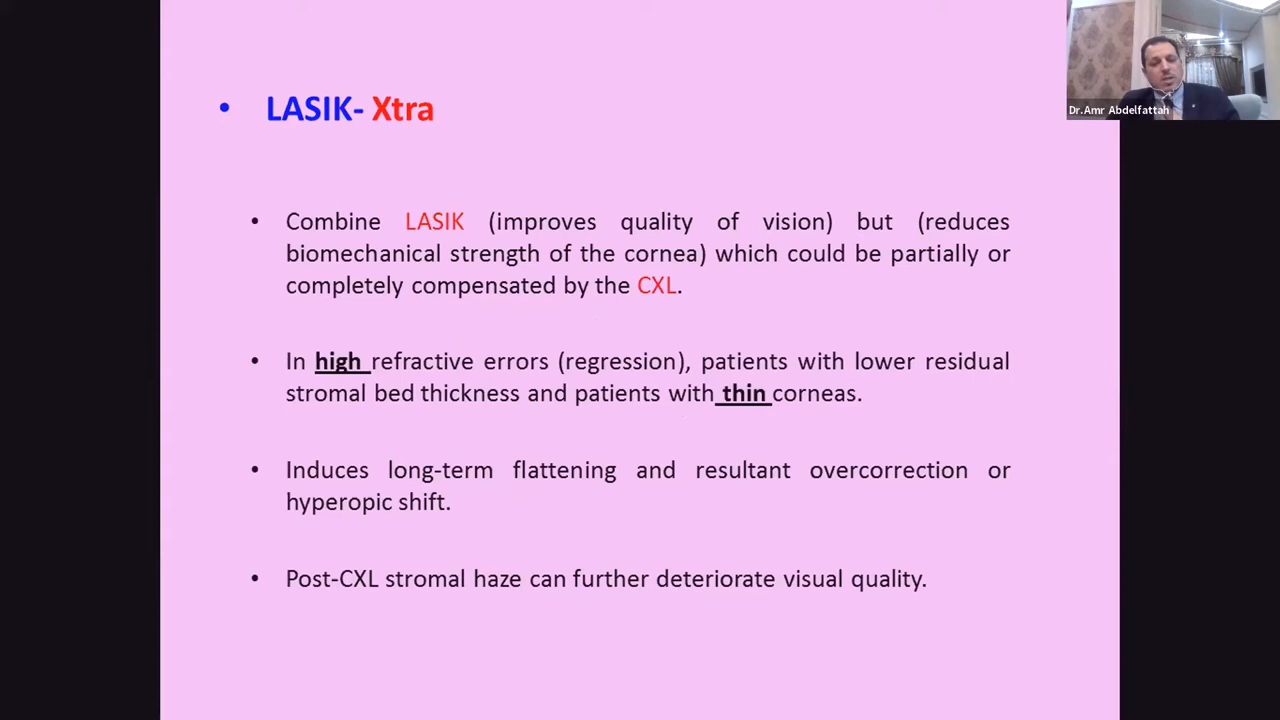 • LASIK- Xtra
Dr.Amr Abdelfattah
• Combine LASIK (improves quality of vision) but (reduces
biomechanical strength of the cornea) which could be partially or
completely compensated by the CXL.
• In high refractive errors (regression), patients with lower residual
stromal bed thickness and patients with thin corneas.
• Induces long-term flattening and resultant overcorrection or
hyperopic shift.
• Post-CXL stromal haze can further deteriorate visual quality.